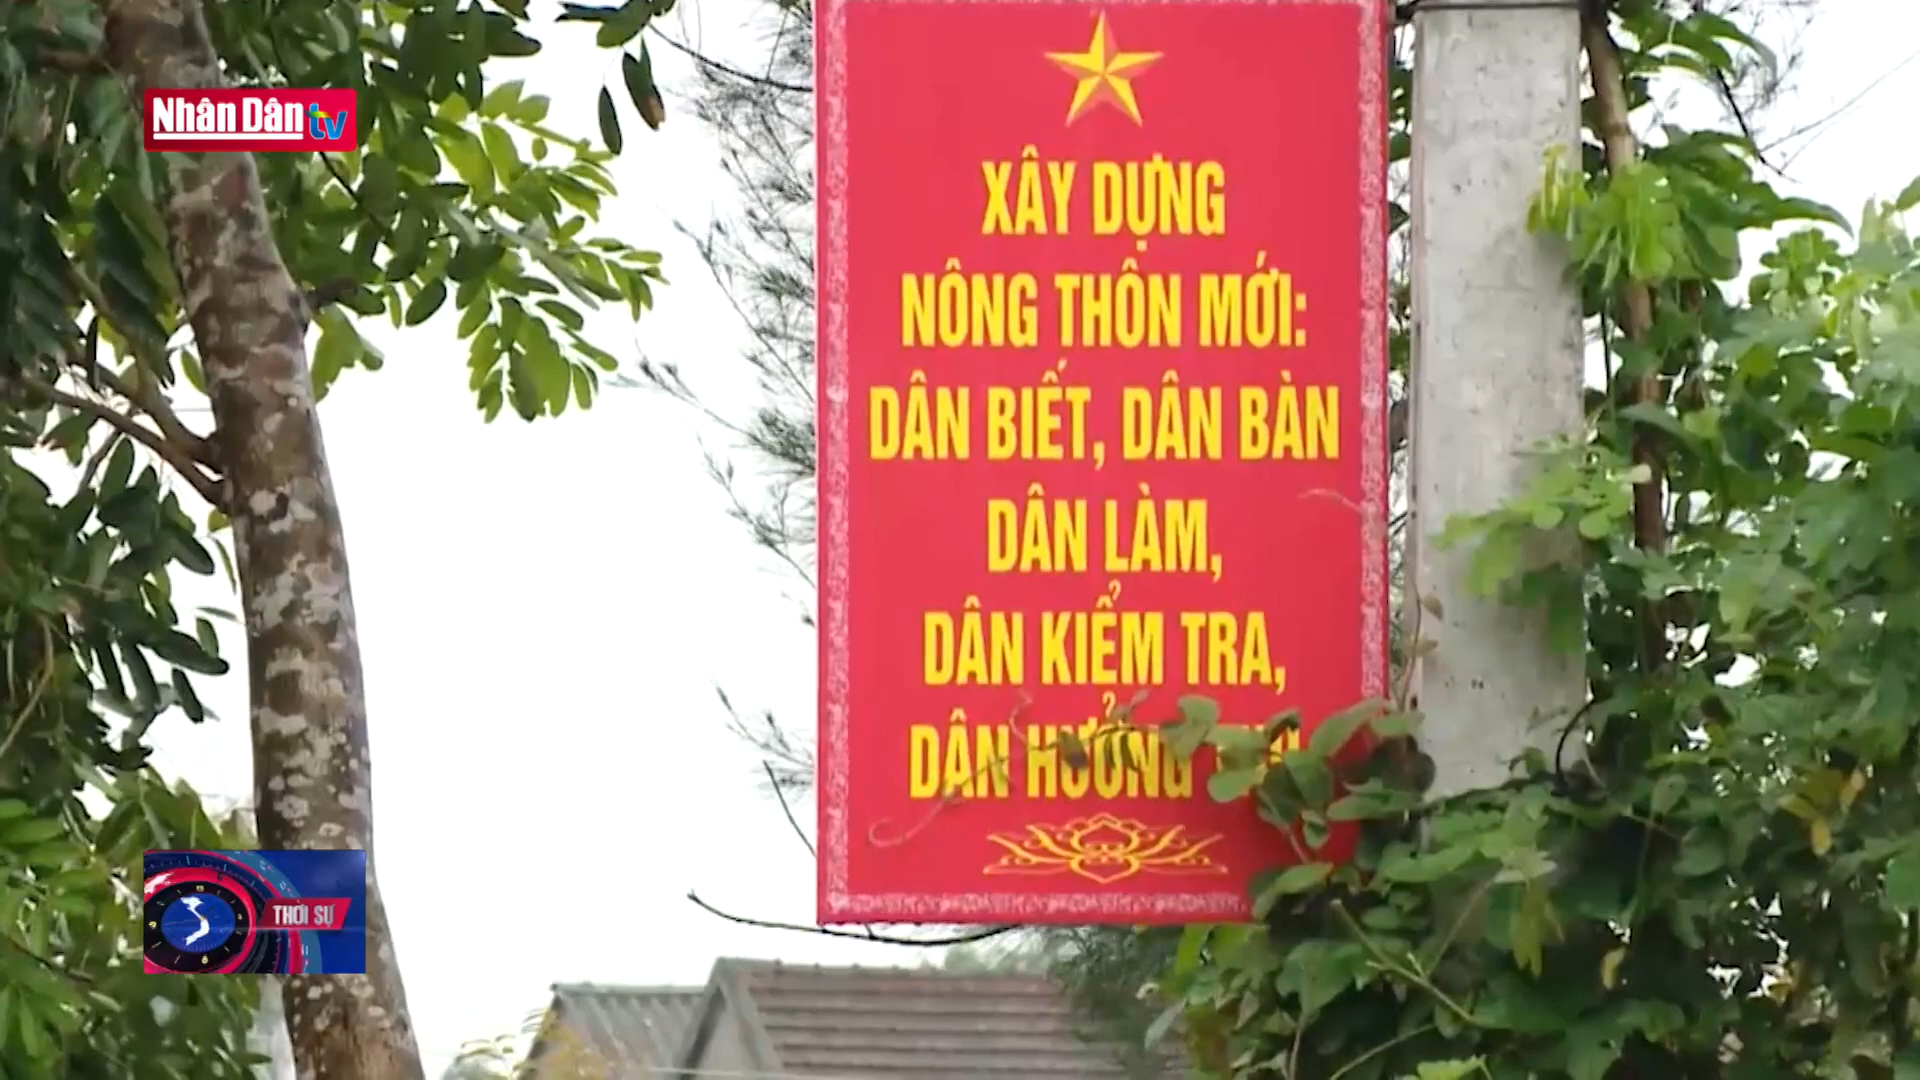 Nhân Dân tv
XÂY DỰNG
NÔNG THÔN MỚI:
DÂN BIẾT, DÂN BÀN
DÂN LÀM,
DÂN KIỂM TRA,
DÂN HƯỞNG
THỜI SỰ